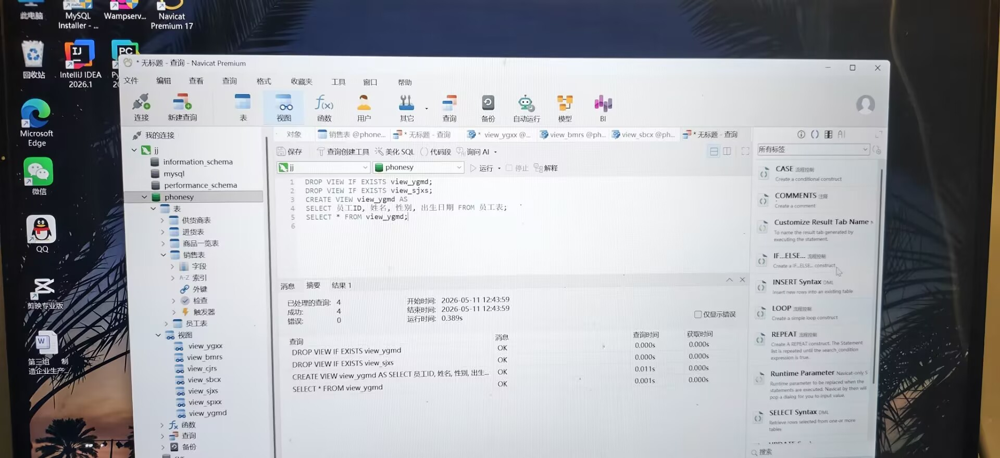 此电脑
MySQL
Installer - ...
Wampserv...
Navicat
Premium 17
回收站
IJ
IntelliJ IDEA
2026.1
PC
Microsoft
Edge
微信
QQ
剪映专业版
W
第三组 制
造企业生产...
* 无标题 - 查询 - Navicat Premium
文件 编辑 查看 查询 格式 收藏夹 工具 窗口 帮助
连接 新建查询 表 视图 函数 用户 其它 查询 备份 自动运行 模型 BI
我的连接
jj
information_schema
mysql
performance_schema
phonesy
表
供货商表
进货表
商品一览表
销售表
字段
A-Z 索引
外键
检查
触发器
员工表
视图
view_ygxx
view_bmrs
view_cjrs
view_sbcx
view_sjxs
view_spxx
view_ygmd
fx 函数
查询
备份
对象 销售表 @phone... * 无标题 - 查询 * view_ygxx @... view_bmrs @ph... view_sbcx @ph... * 无标题 - 查询
保存 查询创建工具 美化 SQL () 代码段 询问 AI
jj phonesy 运行 停止 解释
1 DROP VIEW IF EXISTS view_ygmd;
2 DROP VIEW IF EXISTS view_sjxs;
3 CREATE VIEW view_ygmd AS
4 SELECT 员工ID, 姓名, 性别, 出生日期 FROM 员工表;
5 SELECT * FROM view_ygmd;
6
消息 摘要 结果 1
已处理的查询: 4
成功: 4
错误: 0
开始时间: 2026-05-11 12:43:59
结束时间: 2026-05-11 12:43:59
运行时间: 0.389s
仅显示错误
查询 消息 查询时间 获取时间
DROP VIEW IF EXISTS view_ygmd OK 0.000s 0.000s
DROP VIEW IF EXISTS view_sjxs OK 0.000s 0.000s
CREATE VIEW view_ygmd AS SELECT 员工ID, 姓名, 性别, 出生... OK 0.011s 0.000s
SELECT * FROM view_ygmd OK 0.001s 0.000s
AI
所有标签
CASE 流程控制
Create a conditional construct
COMMENTS 注释
Create a comment
Customize Result Tab Name
To name the result tab generated by
executing the statement.
IF...ELSE... 流程控制
Create a IF...ELSE... construct
INSERT Syntax DML
Insert new rows into an existing table
LOOP 流程控制
Create a simple loop construct
REPEAT 流程控制
Create A REPEAT construct. The Statement
list is repeated until the search_condition
expression is true.
Runtime Parameter Navicat-only S
Runtime parameter to be replaced when the
statements are executed. Navicat by then will
pop a dialog for you to input value.
SELECT Syntax DML
Retrieve rows selected from one or more
tables
搜索